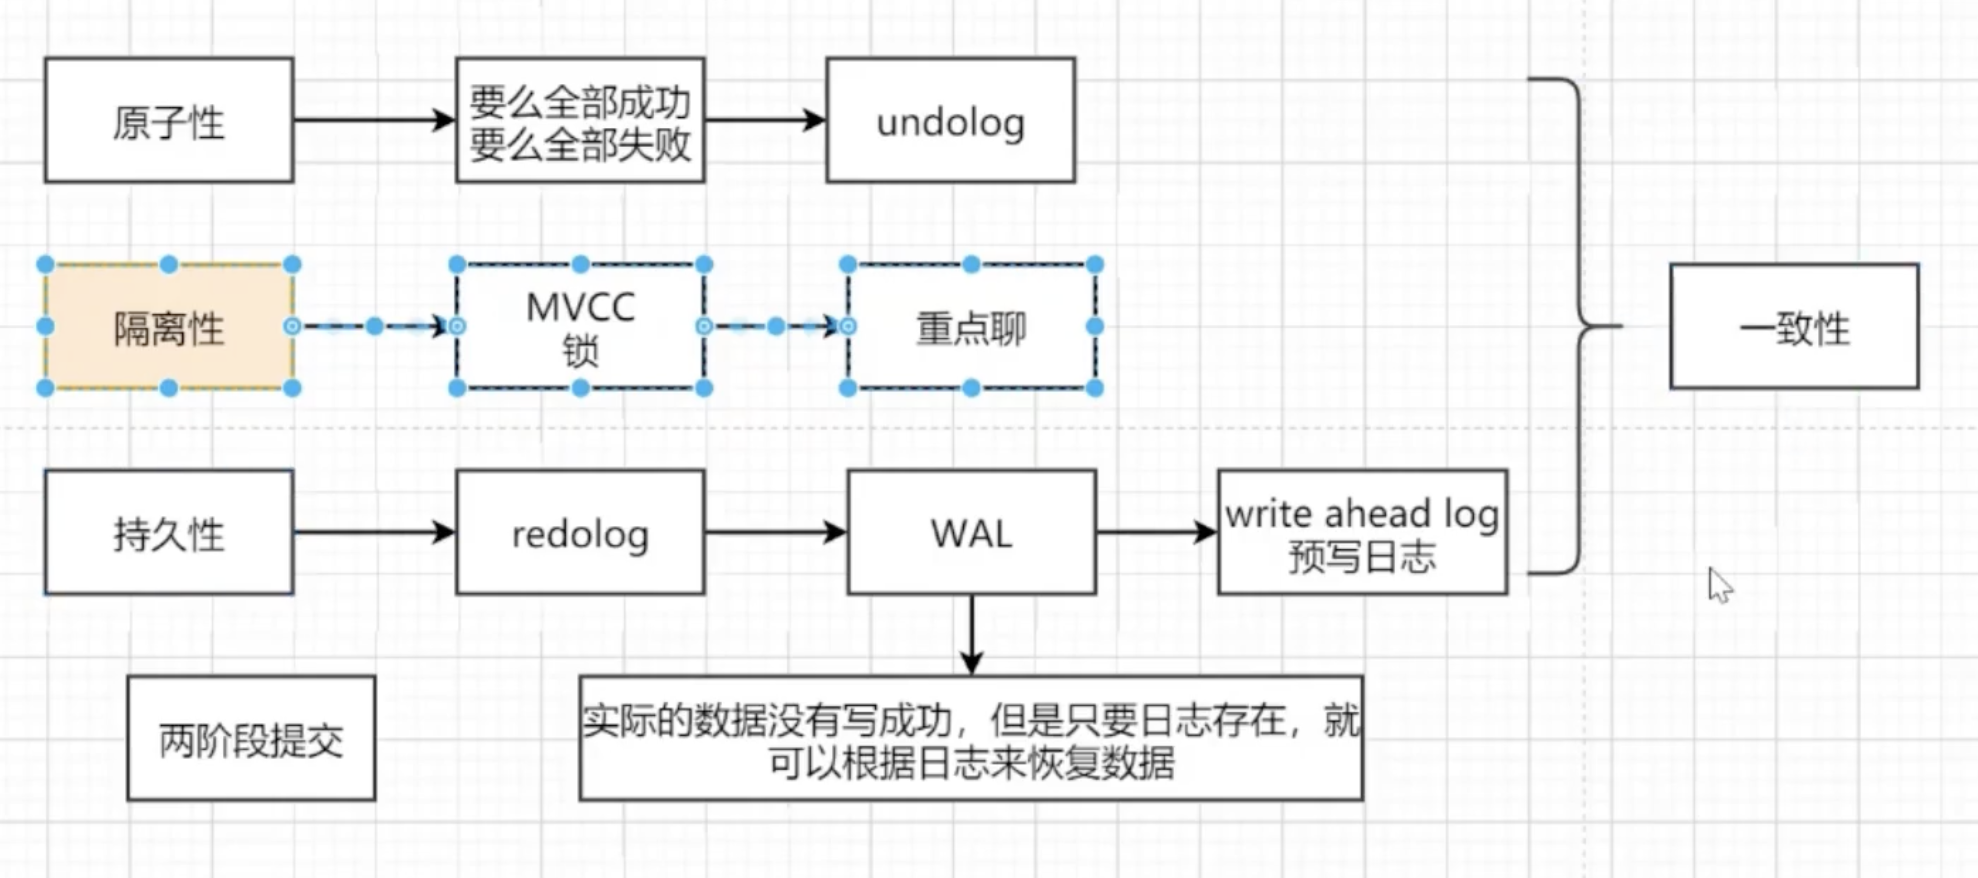 原子性
要么全部成功
要么全部失败
undolog
隔离性
MVCC
锁
重点聊
一致性
持久性
redolog
WAL
write ahead log
预写日志
两阶段提交
实际的数据没有写成功，但是只要日志存在，就
可以根据日志来恢复数据